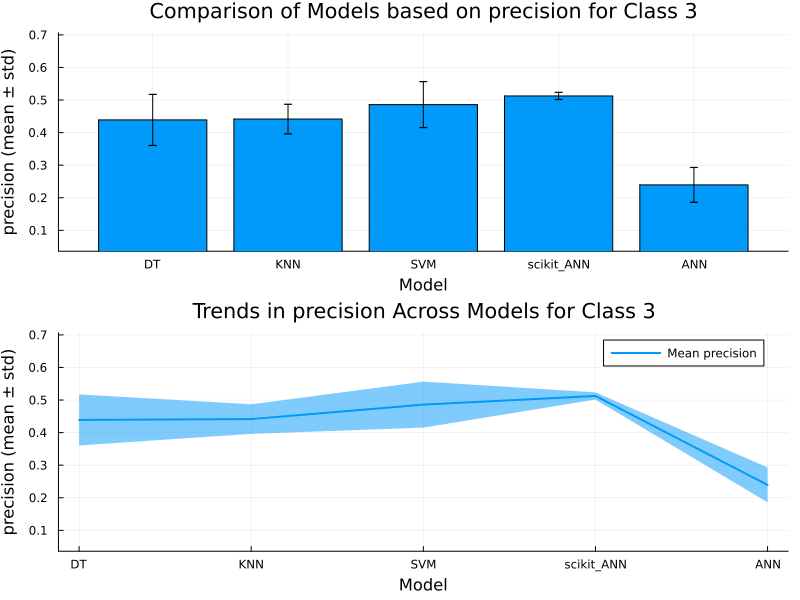 Comparison of Models based on precision for Class 3
precision (mean ± std)
0.7
0.6
0.5
0.4
0.3
0.2
0.1
DT KNN SVM scikit_ANN ANN
Model
Trends in precision Across Models for Class 3
precision (mean ± std)
0.7
0.6
0.5
0.4
0.3
0.2
0.1
Mean precision
DT KNN SVM scikit_ANN ANN
Model